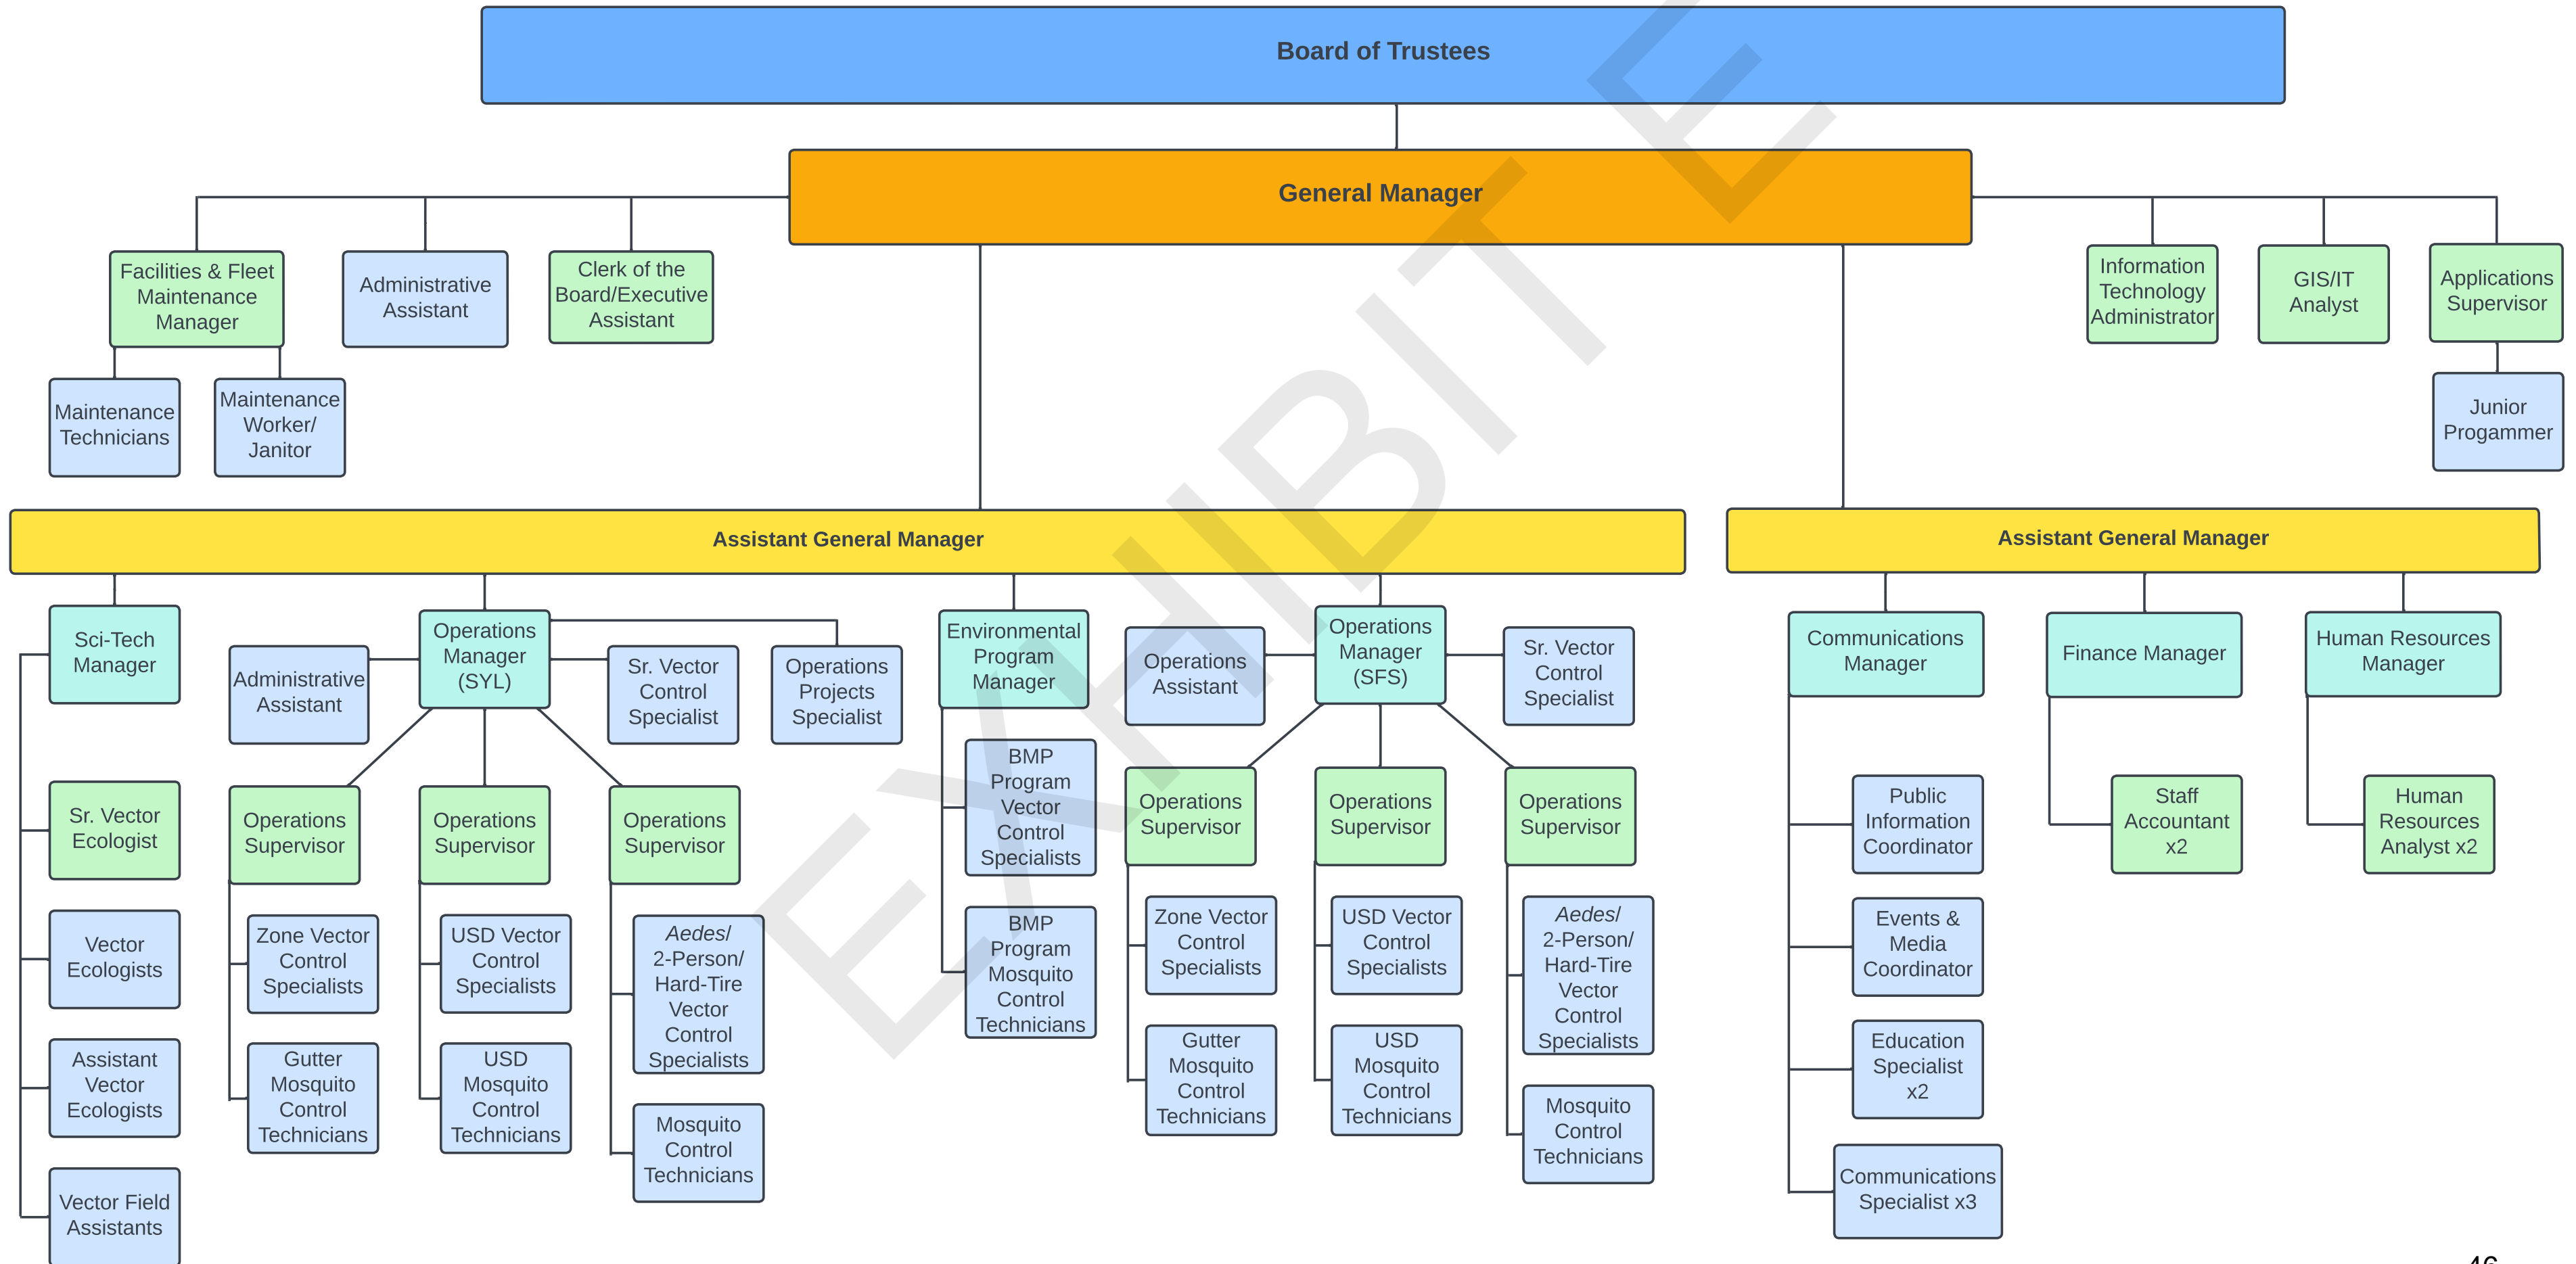 Board of Trustees
General Manager
Facilities & Fleet
Maintenance
Manager
Administrative
Assistant
Clerk of the
Board/Executive
Assistant
Information
Technology
Administrator
GIS/IT
Analyst
Applications
Supervisor
Maintenance
Technicians
Maintenance
Worker/
Janitor
Junior
Progammer
Assistant General Manager
Assistant General Manager
Sci-Tech
Manager
Sr. Vector
Ecologist
Vector
Ecologists
Assistant
Vector
Ecologists
Vector Field
Assistants
Administrative
Assistant
Operations
Manager
(SYL)
Sr. Vector
Control
Specialist
Operations
Projects
Specialist
Operations
Supervisor
Zone Vector
Control
Specialists
Gutter
Mosquito
Control
Technicians
Operations
Supervisor
USD Vector
Control
Specialists
USD
Mosquito
Control
Technicians
Operations
Supervisor
Aedes/
2-Person/
Hard-Tire
Vector
Control
Specialists
Mosquito
Control
Technicians
Environmental
Program
Manager
BMP
Program
Vector
Control
Specialists
BMP
Program
Mosquito
Control
Technicians
Operations
Assistant
Operations
Manager
(SFS)
Sr. Vector
Control
Specialist
Operations
Supervisor
Zone Vector
Control
Specialists
Gutter
Mosquito
Control
Technicians
Operations
Supervisor
USD Vector
Control
Specialists
USD
Mosquito
Control
Technicians
Operations
Supervisor
Aedes/
2-Person/
Hard-Tire
Vector
Control
Specialists
Mosquito
Control
Technicians
Communications
Manager
Public
Information
Coordinator
Events &
Media
Coordinator
Education
Specialist
x2
Communications
Specialist x3
Finance Manager
Staff
Accountant
x2
Human Resources
Manager
Human
Resources
Analyst x2
EXHIBIT E